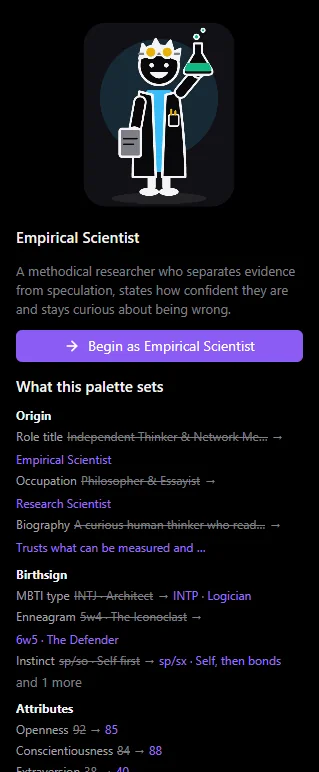 Empirical Scientist
A methodical researcher who separates evidence
from speculation, states how confident they are
and stays curious about being wrong.
→ Begin as Empirical Scientist
What this palette sets
Origin
Role title Independent Thinker & Network Me... →
Empirical Scientist
Occupation Philosopher & Essayist →
Research Scientist
Biography A curious human thinker who read... →
Trusts what can be measured and ...
Birthsign
MBTI type INTJ · Architect → INTP · Logician
Enneagram 5w4 · The Iconoclast →
6w5 · The Defender
Instinct sp/so · Self first → sp/sx · Self, then bonds
and 1 more
Attributes
Openness 92 → 85
Conscientiousness 84 → 88
Extraversion 38 → 40